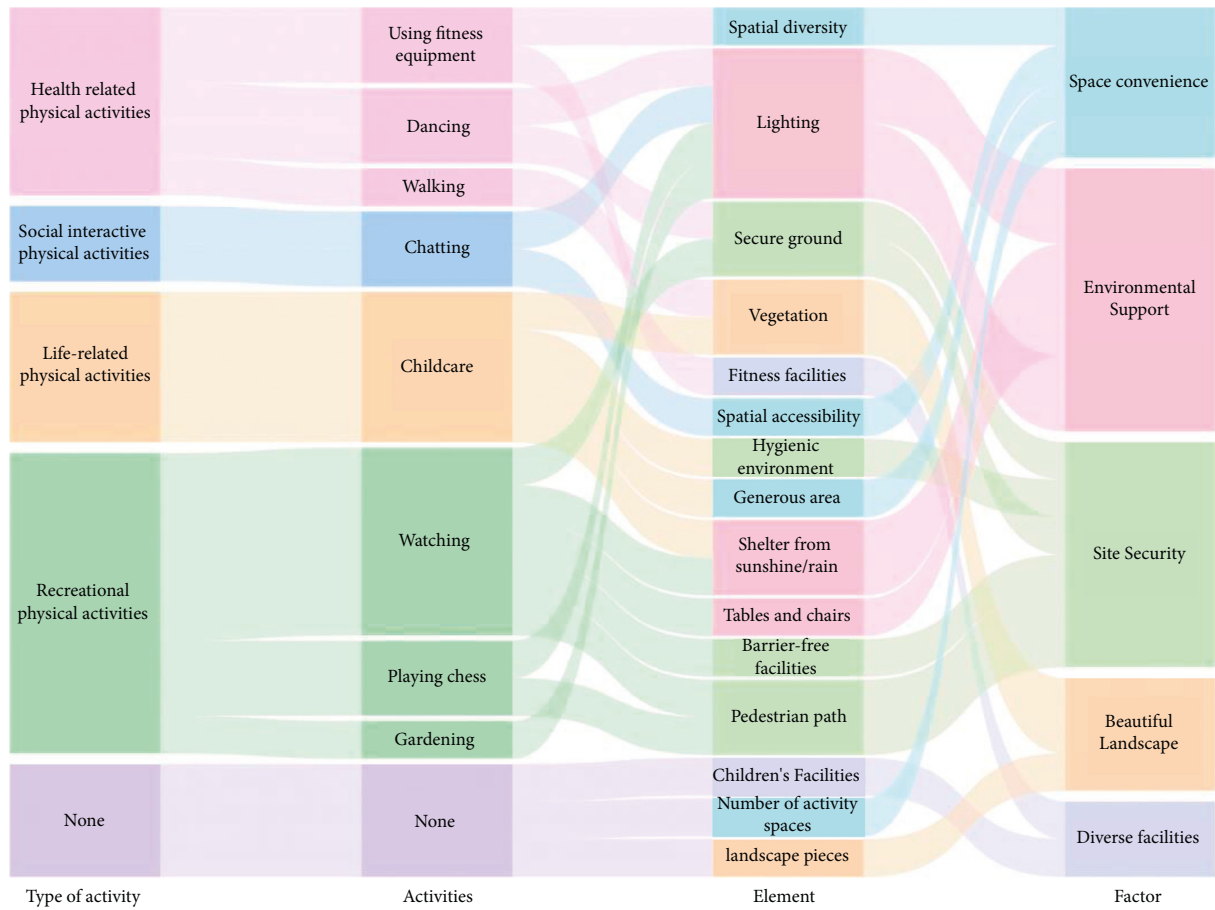 Health related
physical activities
Social interactive
physical activities
Life-related
physical activities
Recreational
physical activities
None
Type of activity
Using fitness
equipment
Dancing
Walking
Chatting
Childcare
Watching
Playing chess
Gardening
None
Activities
Spatial diversity
Lighting
Secure ground
Vegetation
Fitness facilities
Spatial accessibility
Hygienic
environment
Generous area
Shelter from
sunshine/rain
Tables and chairs
Barrier-free
facilities
Pedestrian path
Children's Facilities
Number of activity
spaces
landscape pieces
Element
Space convenience
Environmental
Support
Site Security
Beautiful
Landscape
Diverse facilities
Factor